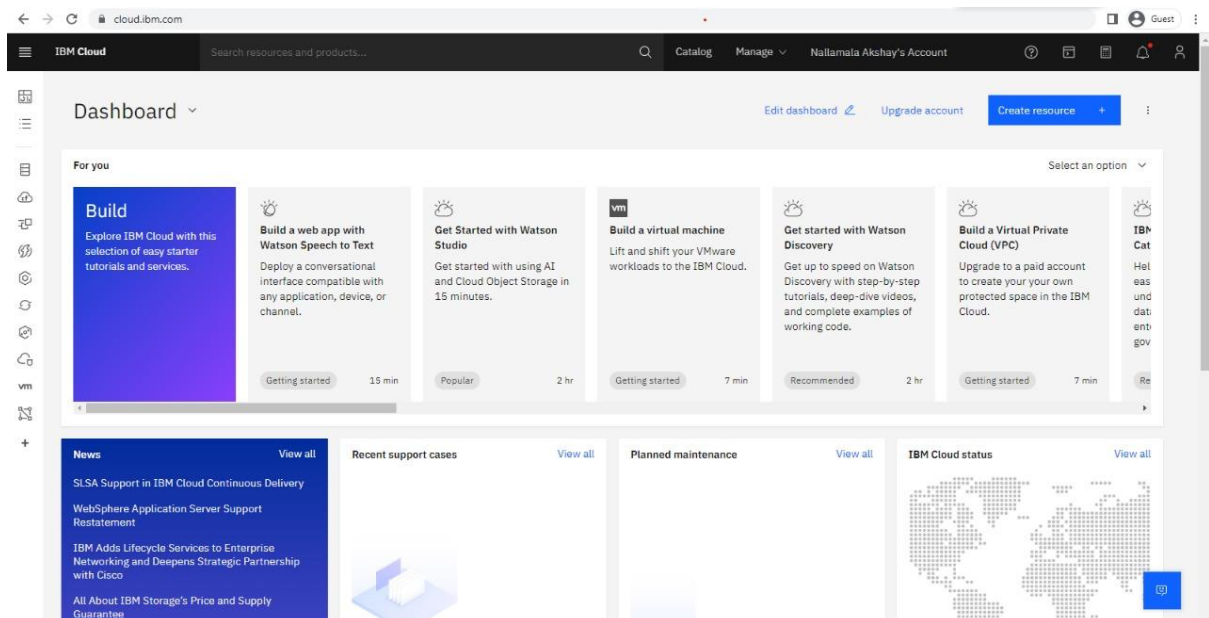 cloud.ibm.com
Guest
IBM Cloud
Search resources and products...
Catalog
Manage
Nallamala Akshay's Account
Dashboard
Edit dashboard
Upgrade account
Create resource +
For you
Select an option
Build
Explore IBM Cloud with this
selection of easy starter
tutorials and services.
Build a web app with
Watson Speech to Text
Deploy a conversational
interface compatible with
any application, device, or
channel.
Getting started 15 min
Get Started with Watson
Studio
Get started with using AI
and Cloud Object Storage in
15 minutes.
Popular 2 hr
vm
Build a virtual machine
Lift and shift your VMware
workloads to the IBM Cloud.
Getting started 7 min
Get started with Watson
Discovery
Get up to speed on Watson
Discovery with step-by-step
tutorials, deep-dive videos,
and complete examples of
working code.
Recommended 2 hr
Build a Virtual Private
Cloud (VPC)
Upgrade to a paid account
to create your your own
protected space in the IBM
Cloud.
Getting started 7 min
IBM
Cat
Hel
eas
und
dat
ent
gov
Re
vm
+
News View all
SLSA Support in IBM Cloud Continuous Delivery
WebSphere Application Server Support
Restatement
IBM Adds Lifecycle Services to Enterprise
Networking and Deepens Strategic Partnership
with Cisco
All About IBM Storage's Price and Supply
Guarantee
Recent support cases View all
Planned maintenance View all
IBM Cloud status View all